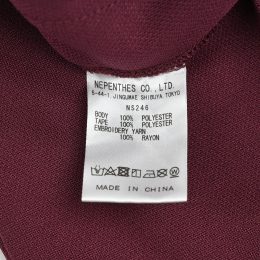 NEPENTHES CO.,LTD.
5-44-1 JINGUMAE SHIBUYA TOKYO
NS246
BODY 100% POLYESTER
TAPE 100% POLYESTER
EMBROIDERY YARN
100% RAYON
MADE IN CHINA